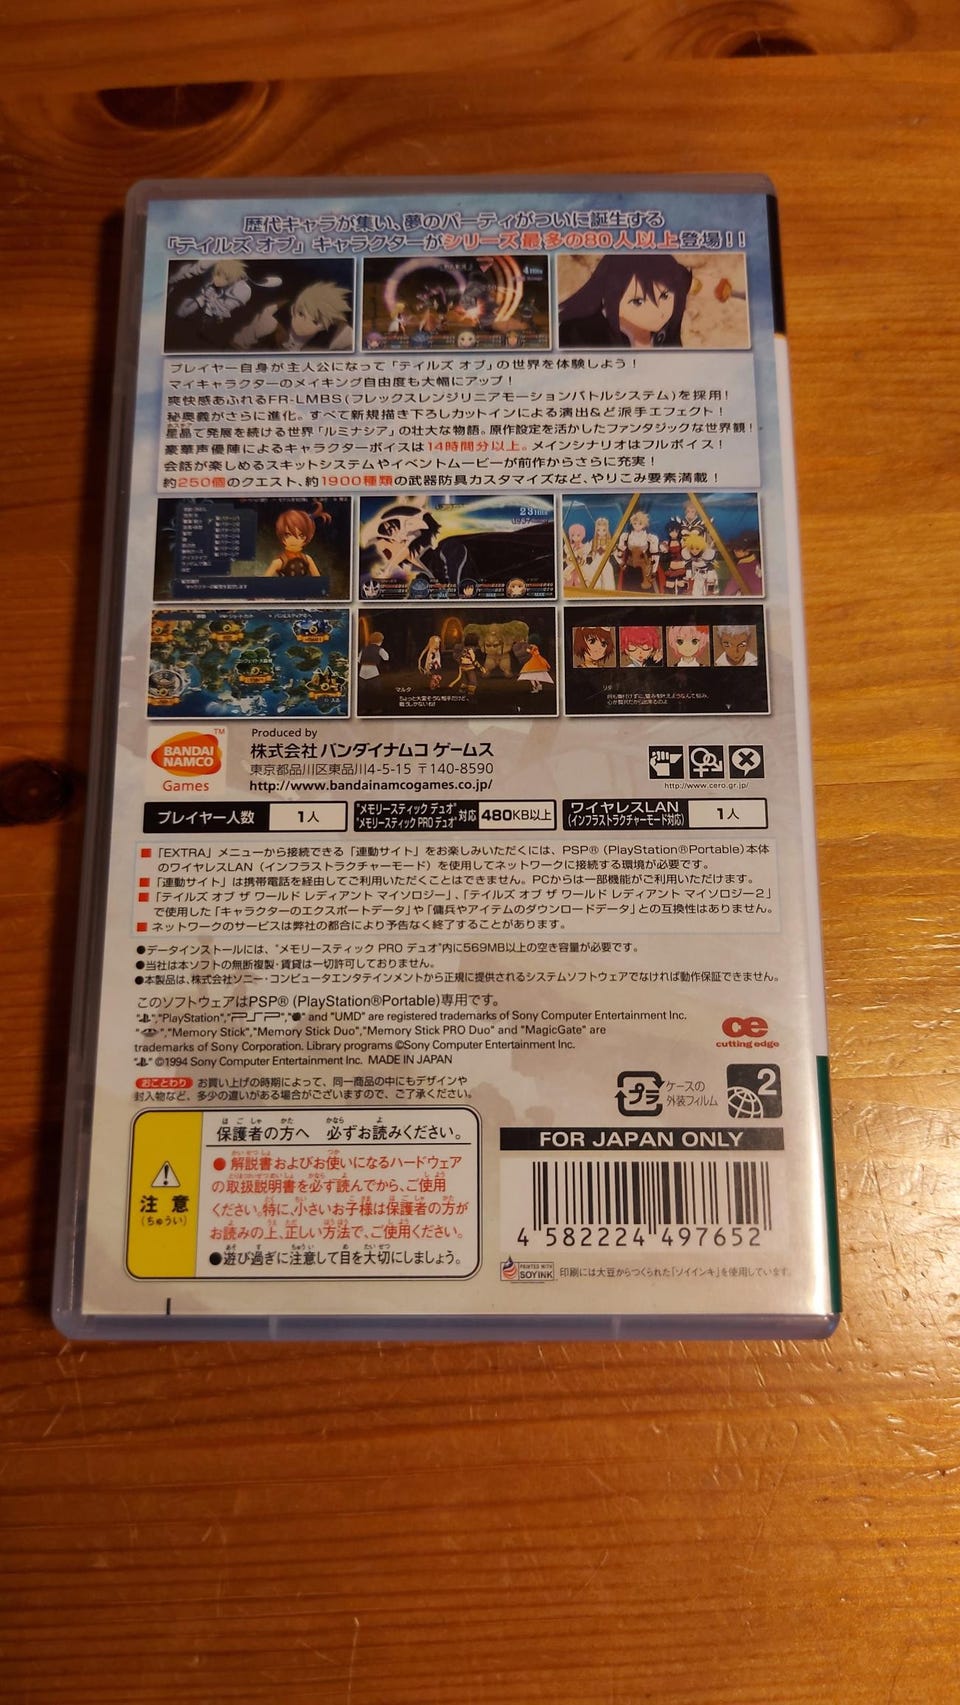 歴代キャラが集い、夢のパーティがついに誕生する
「テイルズ オブ」キャラクターがシリーズ最多の80人以上登場!!
4Hits
プレイヤー自身が主人公になって「テイルズ オブ」の世界を体験しよう!
マイキャラクターのメイキング自由度も大幅にアップ!
爽快感あふれるFR-LMBS(フレックスレンジリニアモーションバトルシステム)を採用!
秘奥義がさらに進化。すべて新規描き下ろしカットインによる演出&ど派手エフェクト!
星晶で発展を続ける世界「ルミナシア」の壮大な物語。原作設定を活かしたファンタジックな世界観!
豪華声優陣によるキャラクターボイスは14時間分以上。メインシナリオはフルボイス!
会話が楽しめるスキットシステムやイベントムービーが前作からさらに充実!
約250個のクエスト、約1900種類の武器防具カスタマイズなど、やりこみ要素満載!
23Hits
マルタ
リタ
BANDAI NAMCO Games TM
Produced by
株式会社 バンダイナムコ ゲームス
東京都品川区東品川4-5-15 〒140-8590
http://www.bandainamcogames.co.jp/
http://www.cero.gr.jp/
プレイヤー人数 1人
"メモリースティック デュオ" "メモリースティック PRO デュオ" 対応 480KB以上
ワイヤレスLAN (インフラストラクチャーモード対応) 1人
■「EXTRA」メニューから接続できる「連動サイト」をお楽しみいただくには、PSP® (PlayStation®Portable)本体
のワイヤレスLAN(インフラストラクチャーモード)を使用してネットワークに接続する環境が必要です。
■「連動サイト」は携帯電話を経由してご利用いただくことはできません。PCからは一部機能がご利用いただけます。
■「テイルズ オブ ザ ワールド レディアント マイソロジー」、「テイルズ オブ ザ ワールド レディアント マイソロジー2」
で使用した「キャラクターのエクスポートデータ」や「傭兵やアイテムのダウンロードデータ」との互換性はありません。
■ネットワークのサービスは弊社の都合により予告なく終了することがあります。
●データインストールには、"メモリースティック PRO デュオ"内に569MB以上の空き容量が必要です。
●当社は本ソフトの無断複製・賃貸は一切許可しておりません。
●本製品は、株式会社ソニー・コンピュータエンタテインメントから正規に提供されるシステムソフトウェアでなければ動作保証できません。
このソフトウェアはPSP® (PlayStation®Portable)専用です。
"PS","PlayStation","PSP"," " and "UMD" are registered trademarks of Sony Computer Entertainment Inc.
" ","Memory Stick","Memory Stick Duo","Memory Stick PRO Duo" and "MagicGate" are
trademarks of Sony Corporation. Library programs ©Sony Computer Entertainment Inc.
"PS" ©1994 Sony Computer Entertainment Inc. MADE IN JAPAN
ce cutting edge
おことわり お買い上げの時期によって、同一商品の中にもデザインや
封入物など、多少の違いがある場合がございますので、ご了承ください。
プラ ケースの外装フィルム
2
注意 (ちゅうい)
保護者の方へ 必ずお読みください。
●解説書およびお使いになるハードウェア
の取扱説明書を必ず読んでから、ご使用
ください。特に、小さいお子様は保護者の方が
お読みの上、正しい方法で、ご使用ください。
●遊び過ぎに注意して目を大切にしましょう。
FOR JAPAN ONLY
4 582224 497652
PRINTED WITH SOY INK 印刷には大豆からつくられた「ソイインキ」を使用しています。